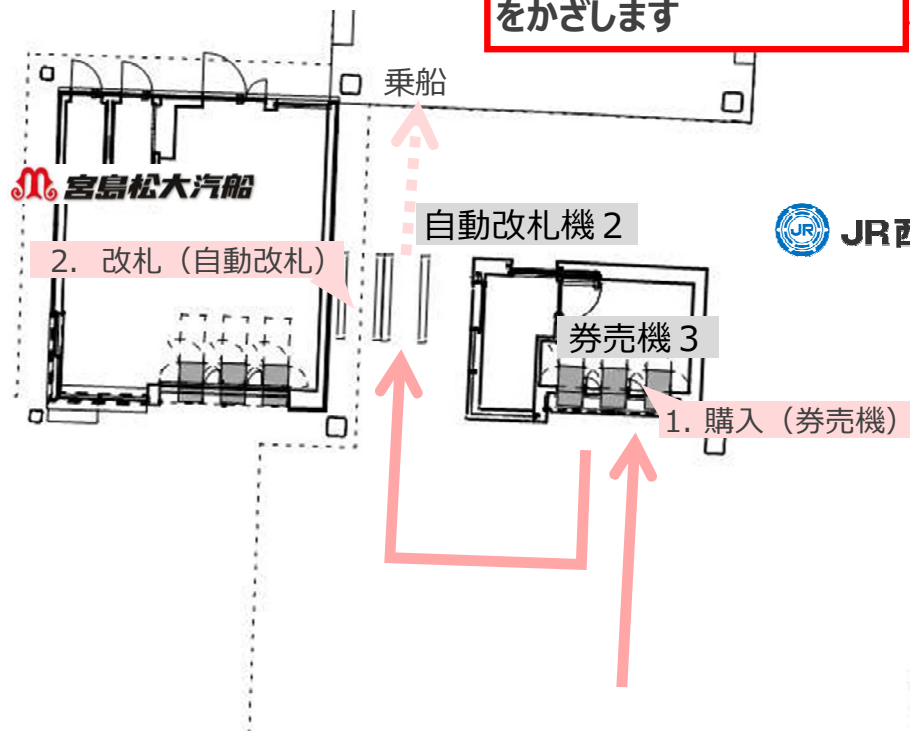 をかざします
乗船
宮島松大汽船
自動改札機２
JR
JR西
2. 改札（自動改札）
券売機３
1. 購入（券売機）